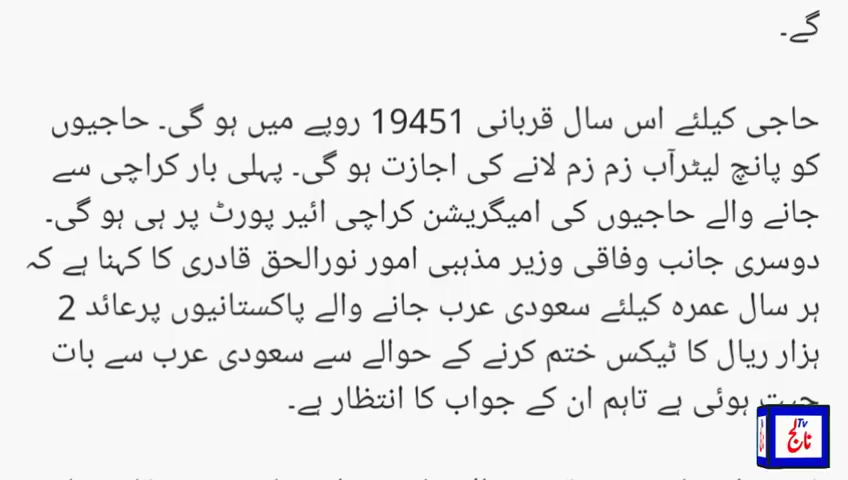 گے۔
حاجی کیلئے اس سال قربانی 19451 روپے میں ہو گی۔ حاجیوں
کو پانچ لیٹرآب زم زم لانے کی اجازت ہو گی۔ پہلی بار کراچی سے
جانے والے حاجیوں کی امیگریشن کراچی ائیر پورٹ پر ہی ہو گی۔
دوسری جانب وفاقی وزیر مذہبی امور نورالحق قادری کا کہنا ہے کہ
ہر سال عمرہ کیلئے سعودی عرب جانے والے پاکستانیوں پرعائد 2
ہزار ریال کا ٹیکس ختم کرنے کے حوالے سے سعودی عرب سے بات
چیت ہوئی ہے تاہم ان کے جواب کا انتظار ہے۔
Tv
نالج